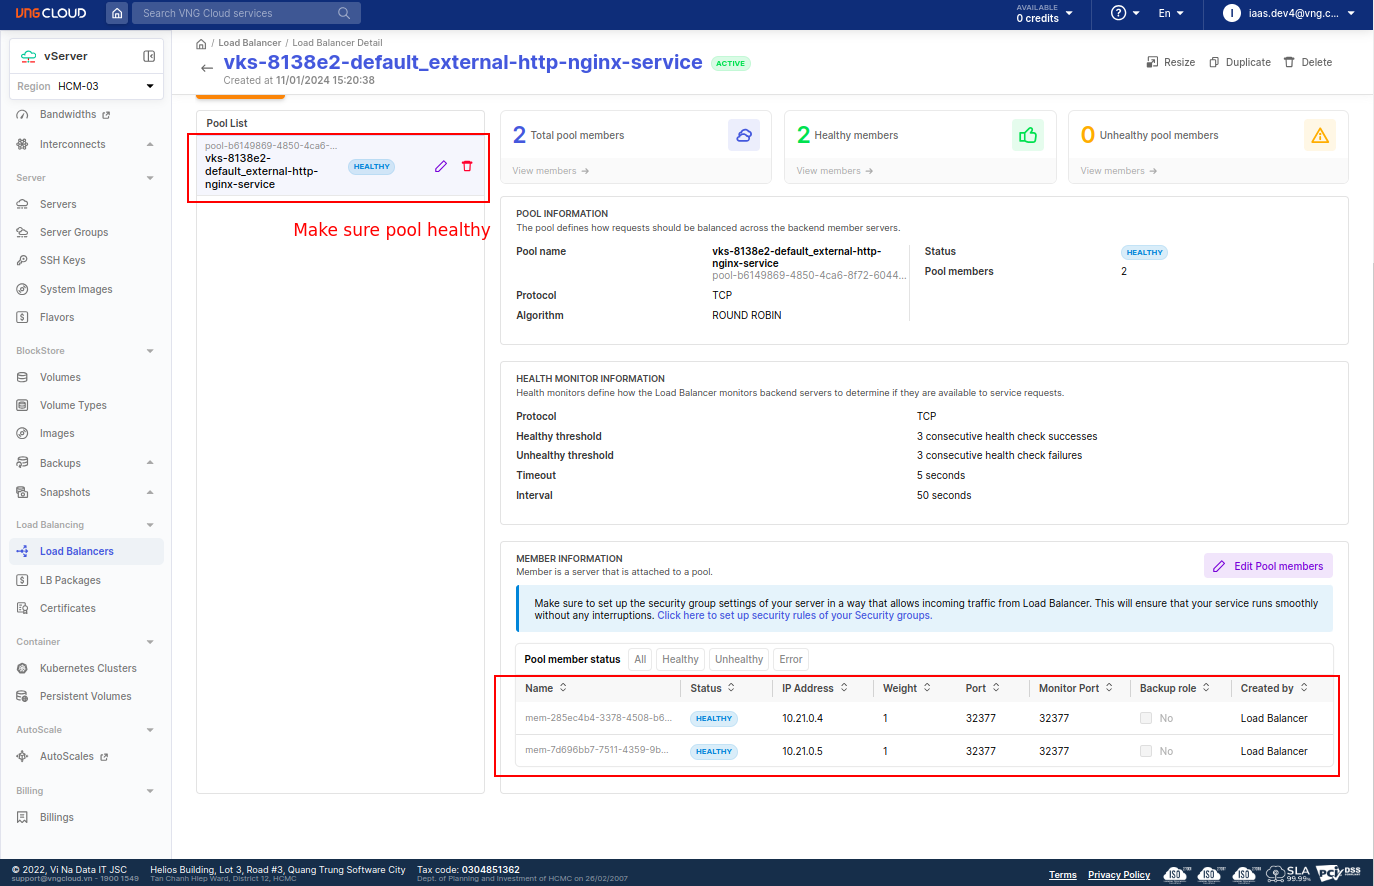 VNG CLOUD
Search VNG Cloud services
AVAILABLE
0 credits
En
I
iaas.dev4@vng.c...
vServer
Region HCM-03
Bandwidths
Interconnects
Server
Servers
Server Groups
SSH Keys
System Images
Flavors
BlockStore
Volumes
Volume Types
Images
Backups
Snapshots
Load Balancing
Load Balancers
LB Packages
Certificates
Container
Kubernetes Clusters
Persistent Volumes
AutoScale
AutoScales
Billing
Billings
/ Load Balancer / Load Balancer Detail
vks-8138e2-default_external-http-nginx-service ACTIVE
Created at 11/01/2024 15:20:38
Resize Duplicate Delete
Pool List
pool-b6149869-4850-4ca6-...
vks-8138e2-
default_external-http-
nginx-service
HEALTHY
Make sure pool healthy
2 Total pool members
View members
2 Healthy members
View members
0 Unhealthy pool members
View members
POOL INFORMATION
The pool defines how requests should be balanced across the backend member servers.
Pool name vks-8138e2-default_external-http-
nginx-service
pool-b6149869-4850-4ca6-8f72-6044...
Protocol TCP
Algorithm ROUND ROBIN
Status HEALTHY
Pool members 2
HEALTH MONITOR INFORMATION
Health monitors define how the Load Balancer monitors backend servers to determine if they are available to service requests.
Protocol TCP
Healthy threshold 3 consecutive health check successes
Unhealthy threshold 3 consecutive health check failures
Timeout 5 seconds
Interval 50 seconds
MEMBER INFORMATION
Member is a server that is attached to a pool.
Edit Pool members
Make sure to set up the security group settings of your server in a way that allows incoming traffic from Load Balancer. This will ensure that your service runs smoothly
without any interruptions. Click here to set up security rules of your Security groups.
Pool member status All Healthy Unhealthy Error
Name Status IP Address Weight Port Monitor Port Backup role Created by
mem-285ec4b4-3378-4508-b6... HEALTHY 10.21.0.4 1 32377 32377 No Load Balancer
mem-7d696bb7-7511-4359-9b... HEALTHY 10.21.0.5 1 32377 32377 No Load Balancer
© 2022, Vi Na Data IT JSC
support@vngcloud.vn - 1900 1549
Helios Building, Lot 3, Road #3, Quang Trung Software City
Tan Chanh Hiep Ward, District 12, HCMC
Tax code: 0304851362
Dept. of Planning and Investment of HCMC on 26/02/2007
Terms Privacy Policy
ISO ISO ISO SLA
99.99%
PCI DSS